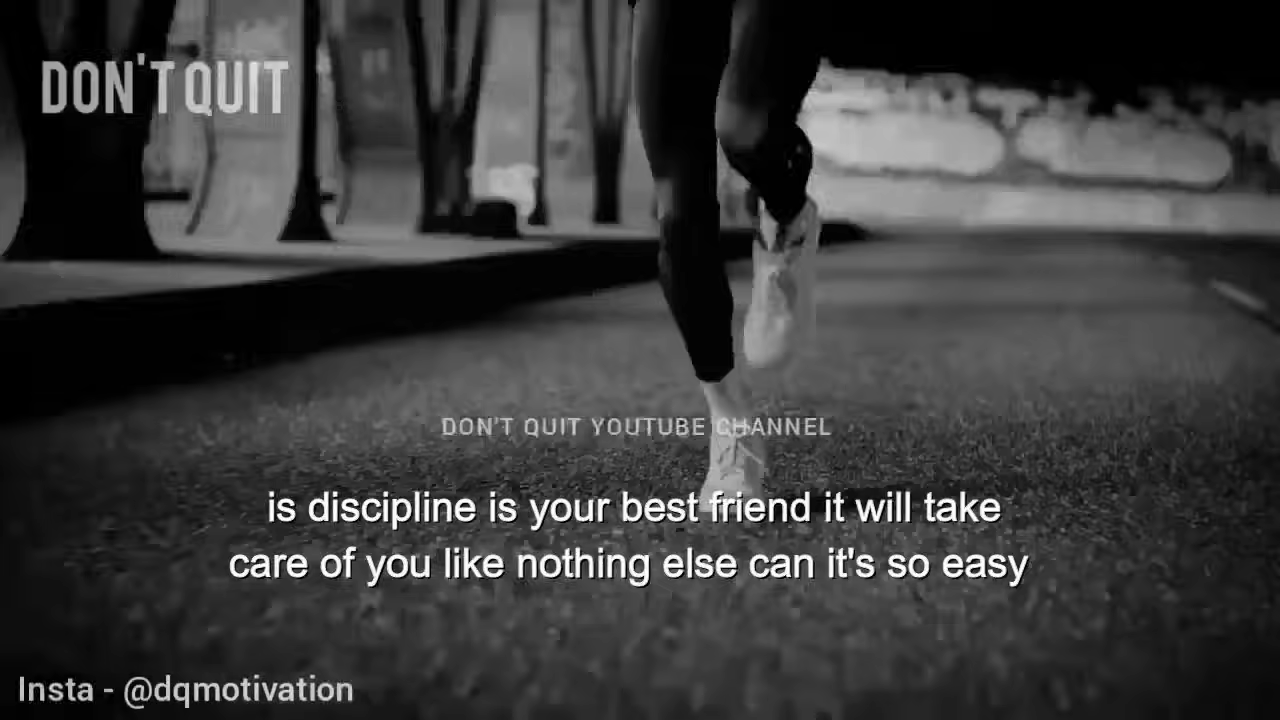 DON'T QUIT
DON'T QUIT YOUTUBE CHANNEL
is discipline is your best friend it will take
care of you like nothing else can it's so easy
Insta - @dqmotivation